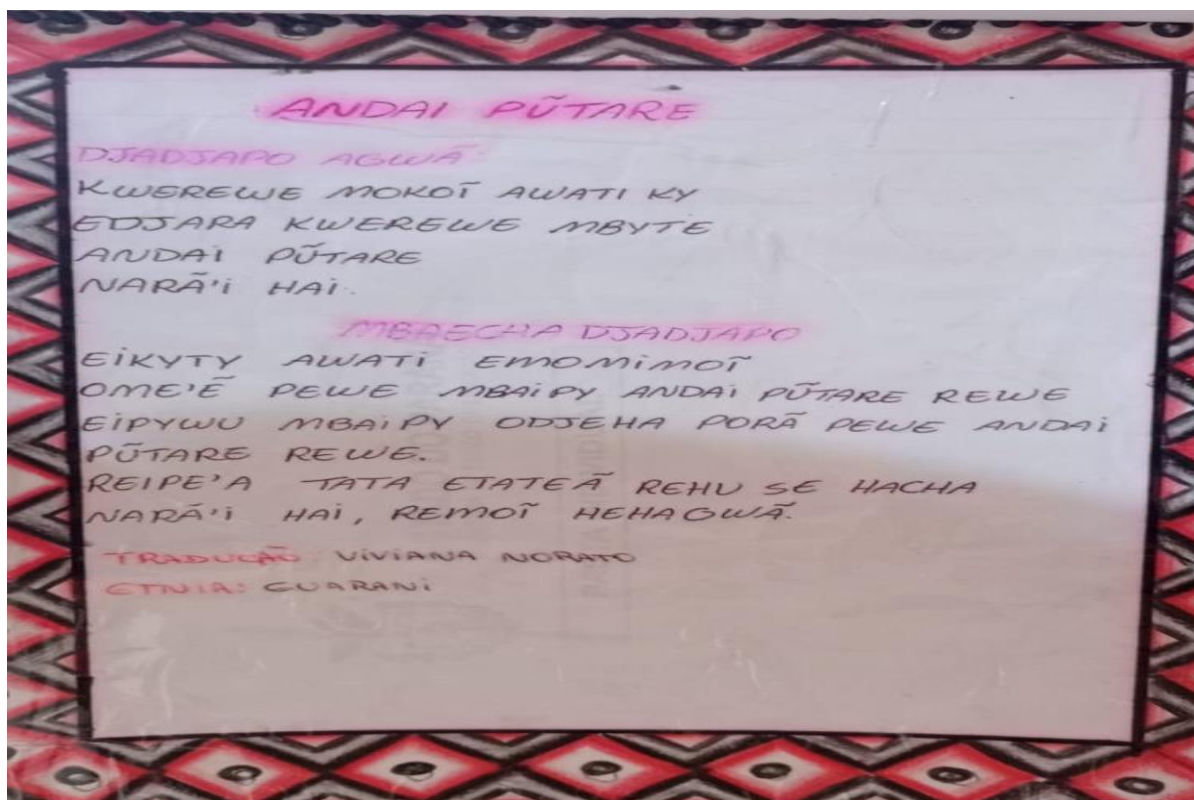 ANDAI PŨTARE
DJADJAPO AGWÃ:
KWEREWE MOKOĨ AWATI KY
EDJARA KWEREWE MBYTE
ANDAI PŨTARE
NARÃ'I HAI.
MBAECHA DJADJAPO
EIKYTY AWATI EMOMIMOĨ
OME'Ẽ PEWE MBAIPY ANDAI PŨTARE REWE
EIPYWU MBAIPY ODJEHA PORÃ PEWE ANDAI
PŨTARE REWE.
REIPE'A TATA ETATEÃ REHU SE HACHA
NARÃ'I HAI, REMOĨ HEHAGWÃ.
TRADUÇÃO: VIVIANA NORATO
ETNIA: GUARANI